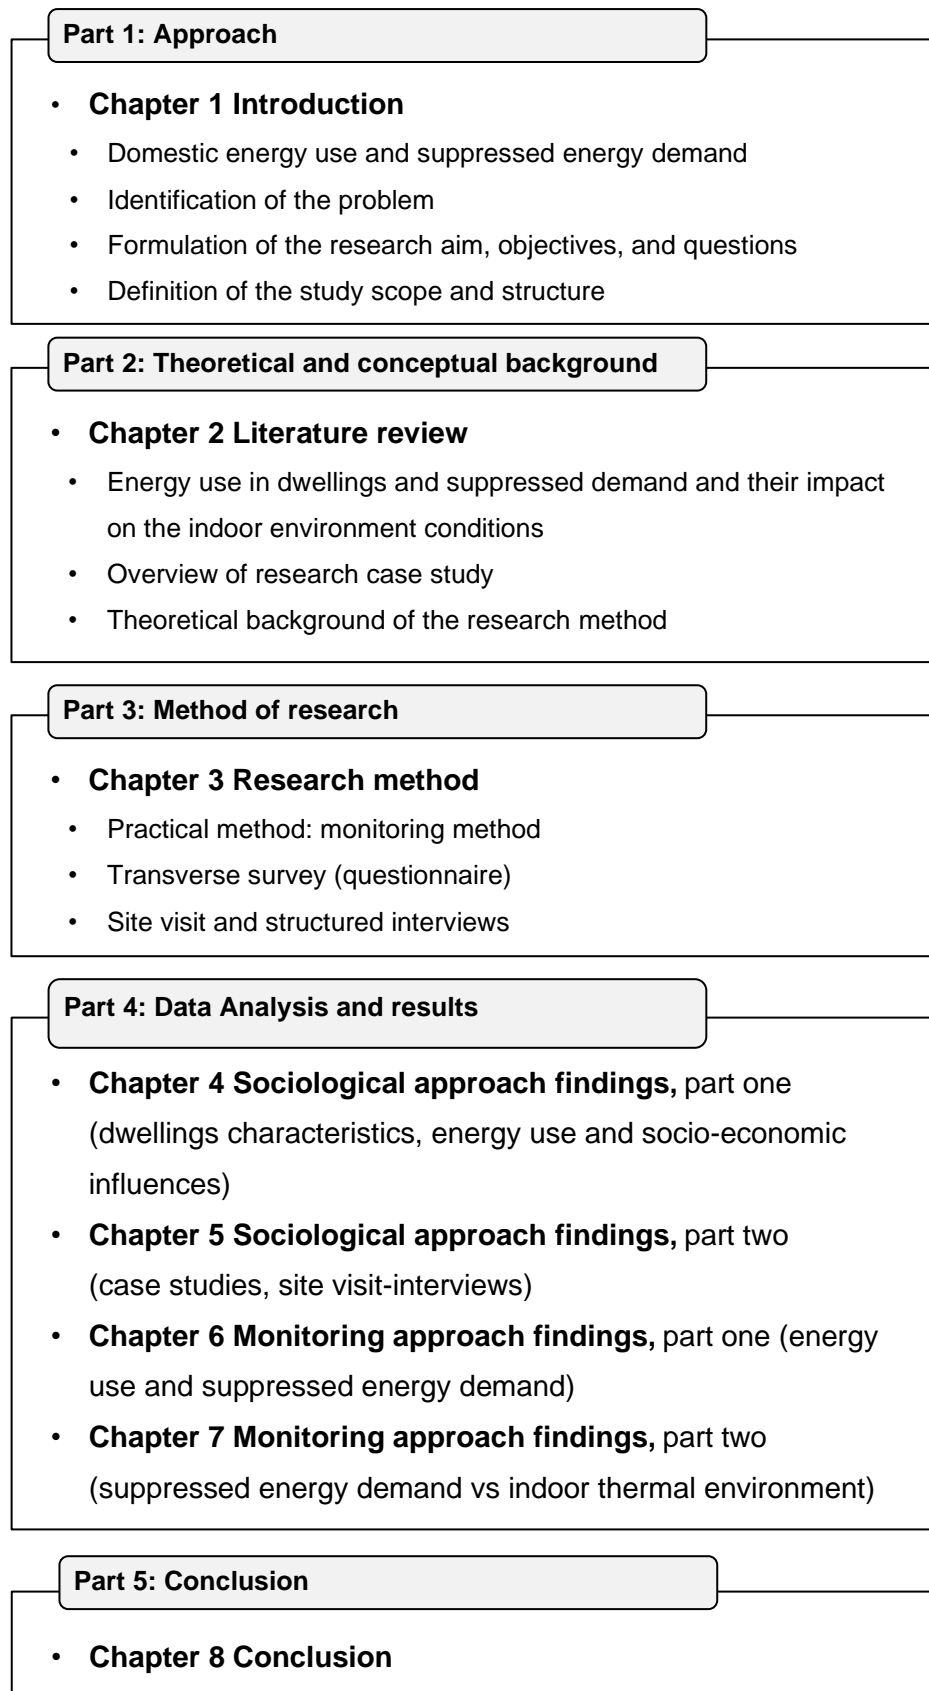 Part 1: Approach
• Chapter 1 Introduction
• Domestic energy use and suppressed energy demand
• Identification of the problem
• Formulation of the research aim, objectives, and questions
• Definition of the study scope and structure
Part 2: Theoretical and conceptual background
• Chapter 2 Literature review
• Energy use in dwellings and suppressed demand and their impact
on the indoor environment conditions
• Overview of research case study
• Theoretical background of the research method
Part 3: Method of research
• Chapter 3 Research method
• Practical method: monitoring method
• Transverse survey (questionnaire)
• Site visit and structured interviews
Part 4: Data Analysis and results
• Chapter 4 Sociological approach findings, part one
(dwellings characteristics, energy use and socio-economic
influences)
• Chapter 5 Sociological approach findings, part two
(case studies, site visit-interviews)
• Chapter 6 Monitoring approach findings, part one (energy
use and suppressed energy demand)
• Chapter 7 Monitoring approach findings, part two
(suppressed energy demand vs indoor thermal environment)
Part 5: Conclusion
• Chapter 8 Conclusion